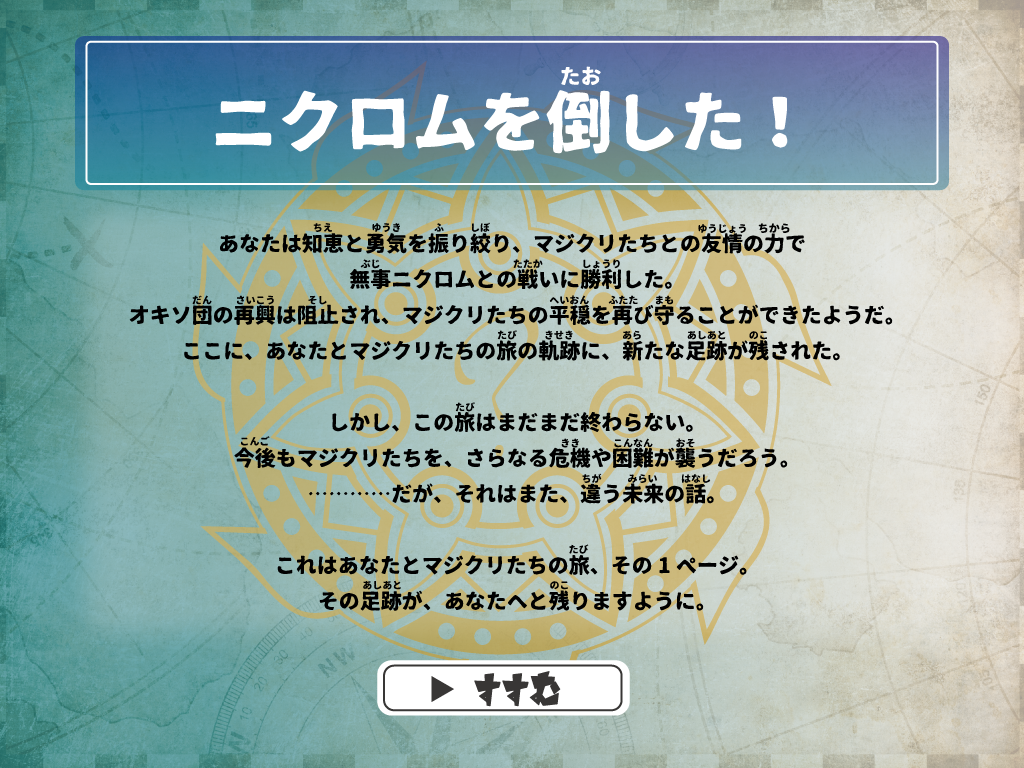 ニクロムを倒した！
あなたは知恵と勇気を振り絞り、マジクリたちとの友情の力で
無事ニクロムとの戦いに勝利した。
オキソ団の再興は阻止され、マジクリたちの平穏を再び守ることができたようだ。
ここに、あなたとマジクリたちの旅の軌跡に、新たな足跡が残された。
しかし、この旅はまだまだ終わらない。
今後もマジクリたちを、さらなる危機や困難が襲うだろう。
…………だが、それはまた、違う未来の話。
これはあなたとマジクリたちの旅、その1ページ。
その足跡が、あなたへと残りますように。
▶ すすむ